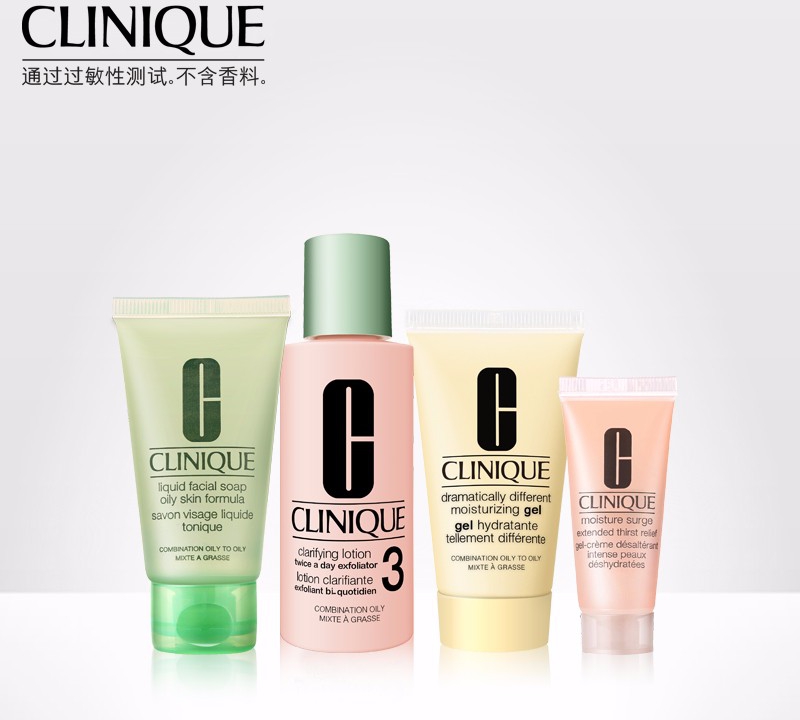 CLINIQUE
通过过敏性测试。不含香料。
CLINIQUE
liquid facial soap
oily skin formula
savon visage liquide
tonique
COMBINATION OILY TO OILY
MIXTE À GRASSE
CLINIQUE
clarifying lotion
twice a day exfoliator
lotion clarifiante
exfoliant bi-quotidien
3
COMBINATION OILY
MIXTE À GRASSE
CLINIQUE
dramatically different
moisturizing gel
gel hydratante
tellement différente
COMBINATION OILY TO OILY
MIXTE À GRASSE
CLINIQUE
moisture surge
extended thirst relief
gel-crème désaltérant
intense peaux
déshydratées